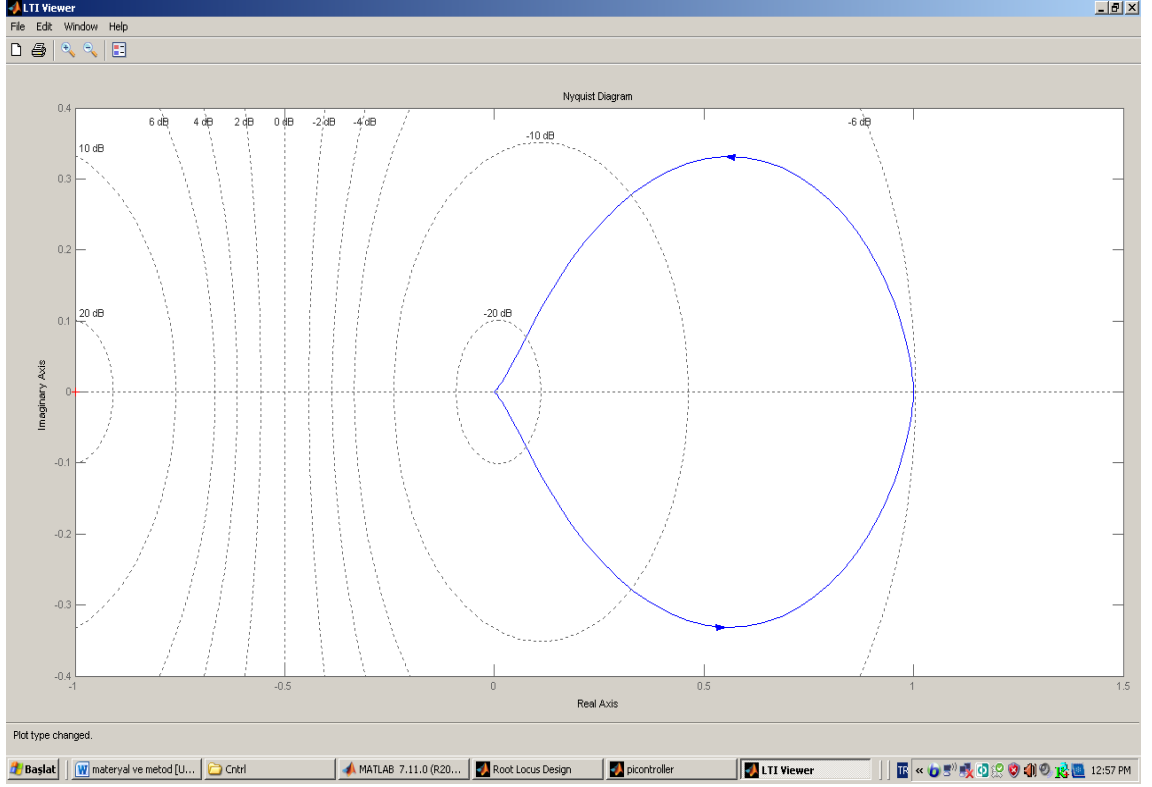 LTI Viewer
File Edit Window Help
Nyquist Diagram
0.4
6 dB 4 dB 2 dB 0 dB -2 dB -4 dB -6 dB
-10 dB
10 dB
0.3
0.2
20 dB -20 dB
0.1
Imaginary Axis
0
-0.1
-0.2
-0.3
-0.4
-1 -0.5 0 0.5 1 1.5
Real Axis
Plot type changed.
Başlat materyal ve metod [U... Cntrl MATLAB 7.11.0 (R20... Root Locus Design picontroller LTI Viewer TR « 12:57 PM